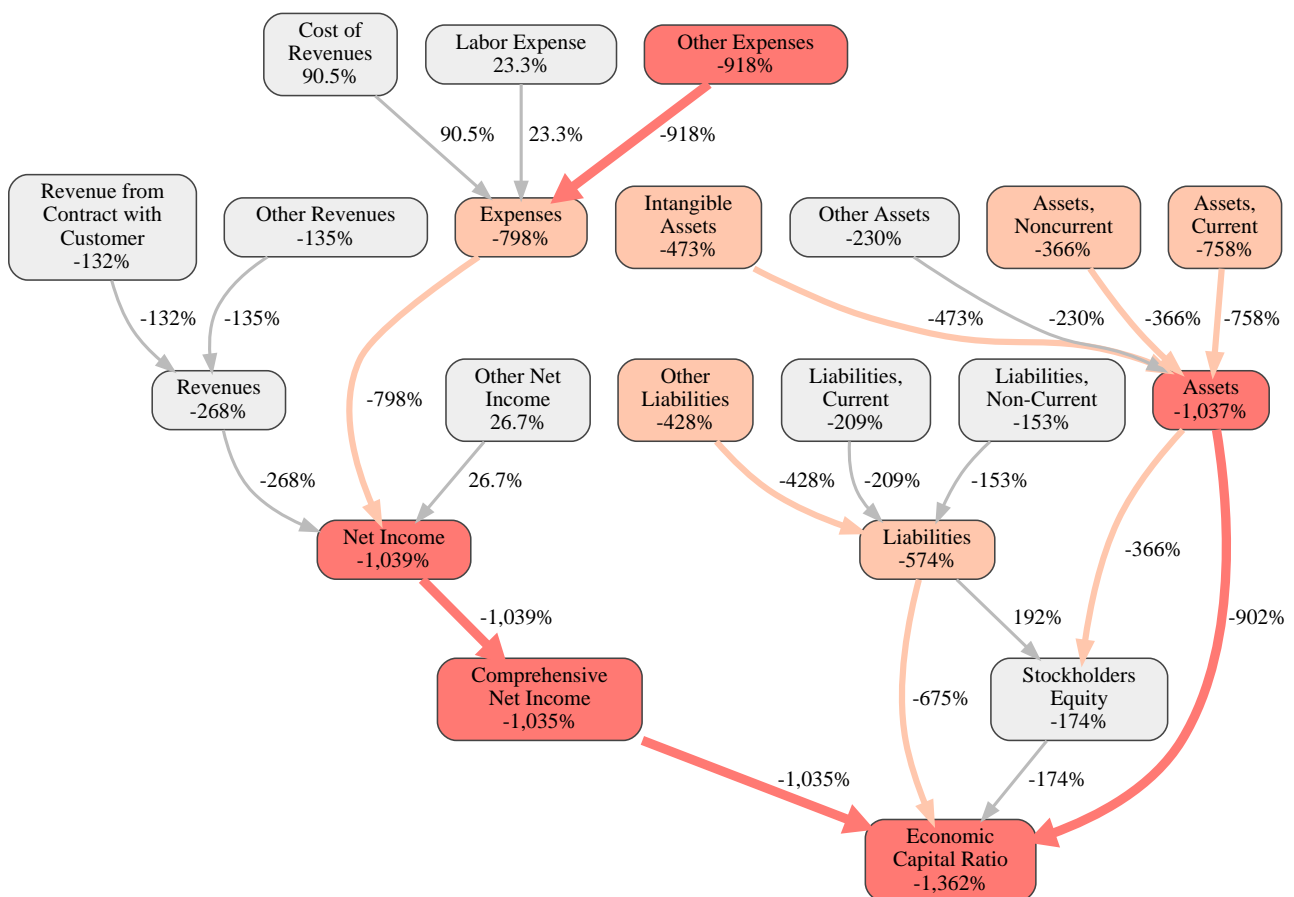 Cost of
Revenues
90.5%
Labor Expense
23.3%
Other Expenses
-918%
90.5%
23.3%
-918%
Revenue from
Contract with
Customer
-132%
Other Revenues
-135%
Expenses
-798%
Intangible
Assets
-473%
Other Assets
-230%
Assets,
Noncurrent
-366%
Assets,
Current
-758%
-132%
-135%
-473%
-230%
-366%
-758%
Revenues
-268%
-798%
Other Net
Income
26.7%
Other
Liabilities
-428%
Liabilities,
Current
-209%
Liabilities,
Non-Current
-153%
Assets
-1,037%
-268%
26.7%
-428%
-209%
-153%
Net Income
-1,039%
Liabilities
-574%
-366%
-1,039%
192%
-902%
Comprehensive
Net Income
-1,035%
-675%
Stockholders
Equity
-174%
-1,035%
-174%
Economic
Capital Ratio
-1,362%